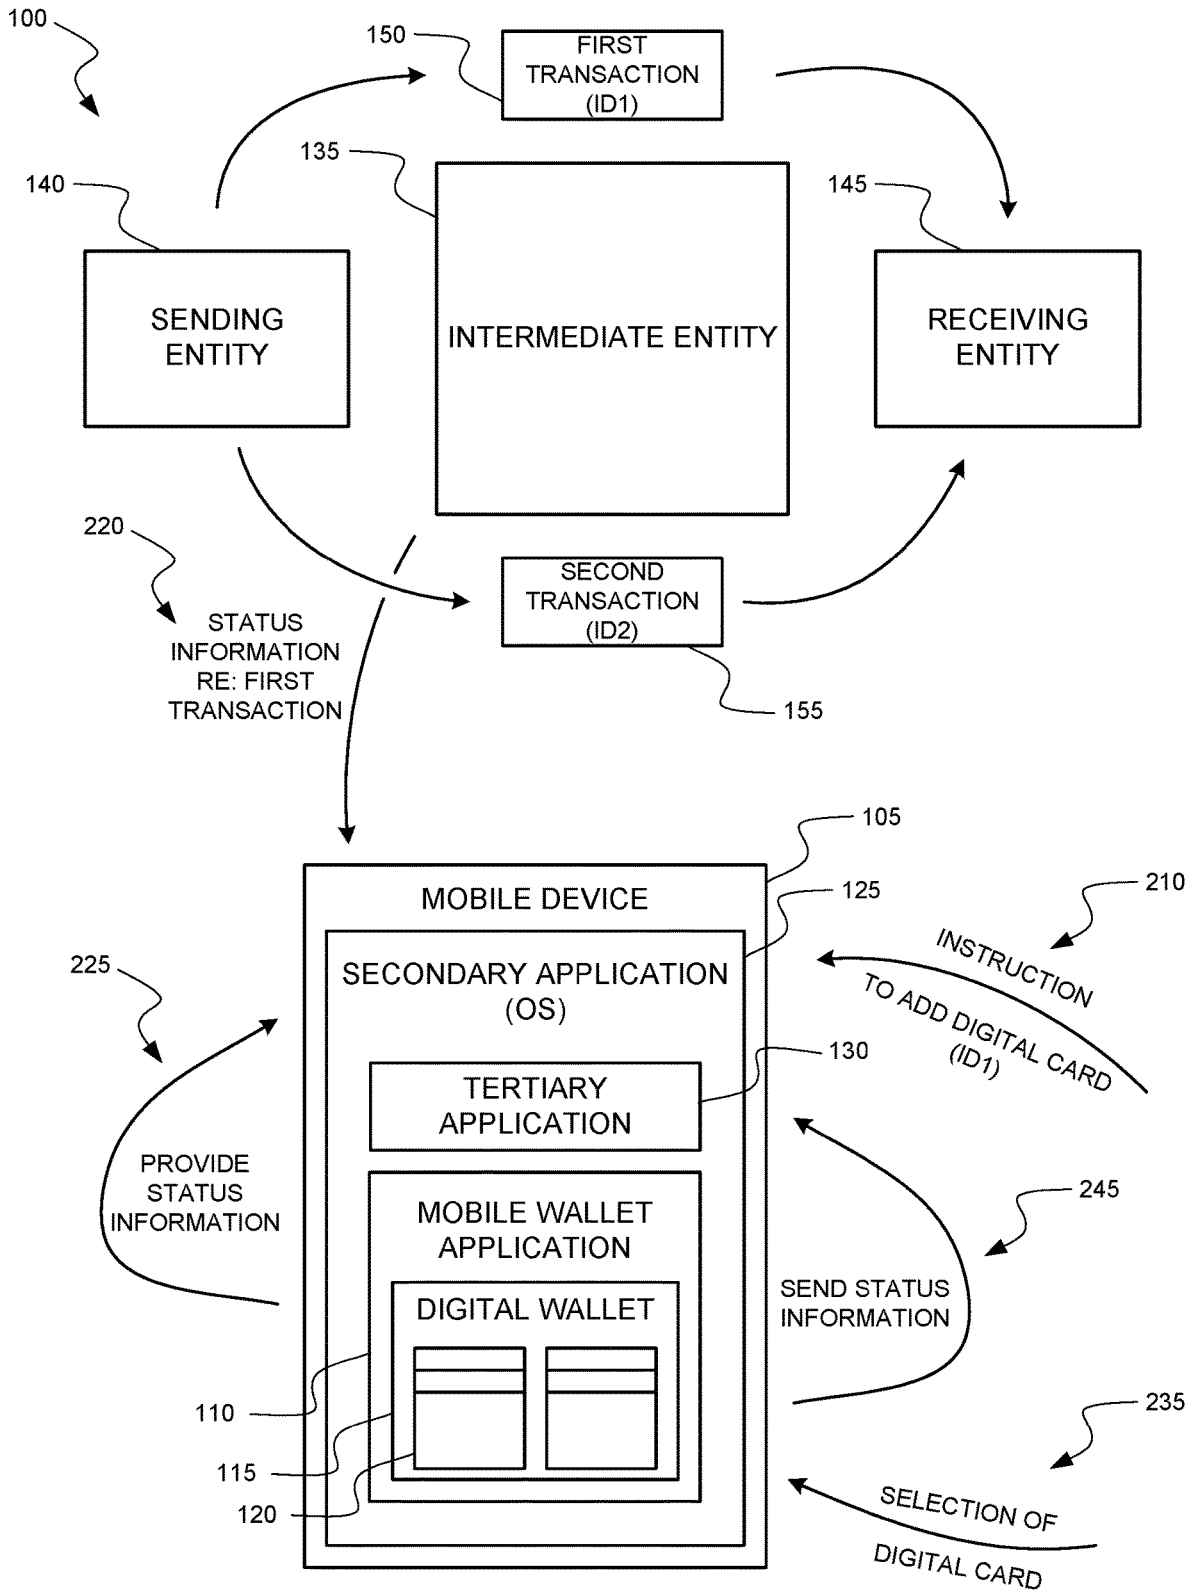 100
150
FIRST
TRANSACTION
(ID1)
135
140
145
SENDING
ENTITY
INTERMEDIATE ENTITY
RECEIVING
ENTITY
220
STATUS
INFORMATION
RE: FIRST
TRANSACTION
SECOND
TRANSACTION
(ID2)
155
105
MOBILE DEVICE
125
210
INSTRUCTION
TO ADD DIGITAL CARD
(ID1)
225
SECONDARY APPLICATION
(OS)
130
TERTIARY
APPLICATION
PROVIDE
STATUS
INFORMATION
245
MOBILE WALLET
APPLICATION
SEND STATUS
INFORMATION
DIGITAL WALLET
110
115
120
235
SELECTION OF
DIGITAL CARD